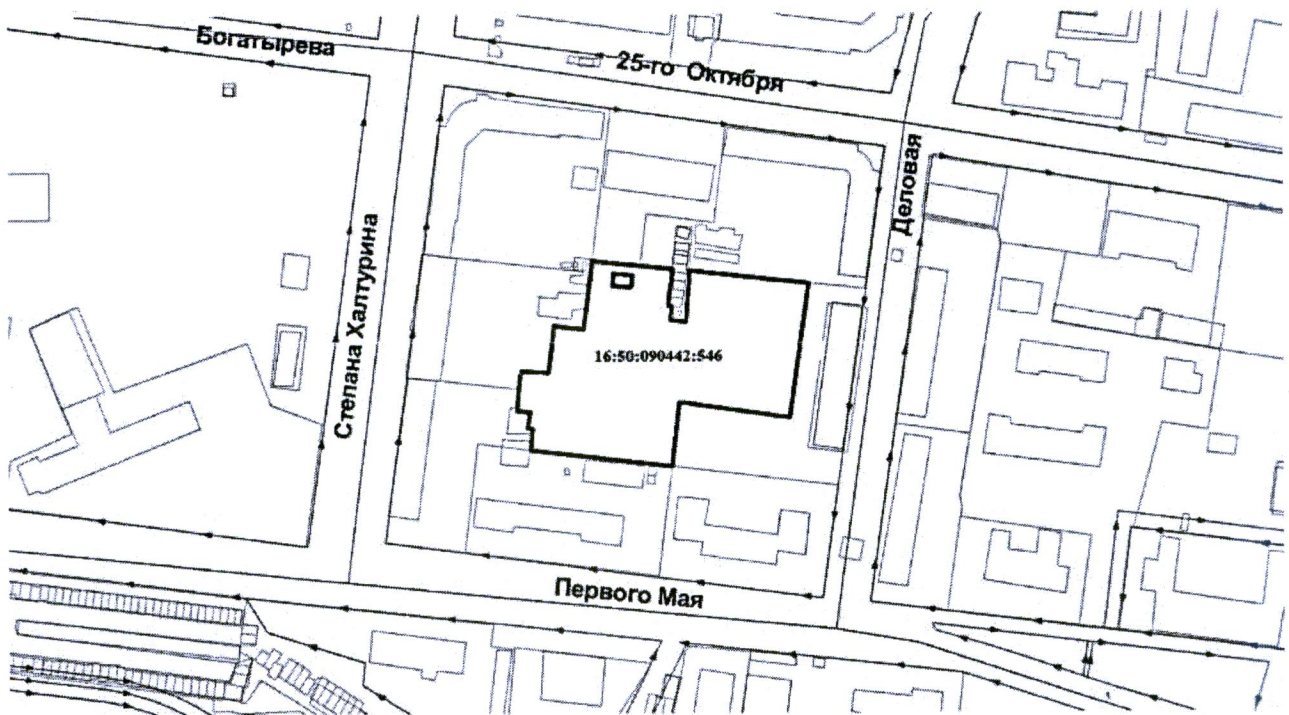 Богатырева
25-го Октября
Деловая
Степана Халтурина
16:50:090442:546
Первого Мая